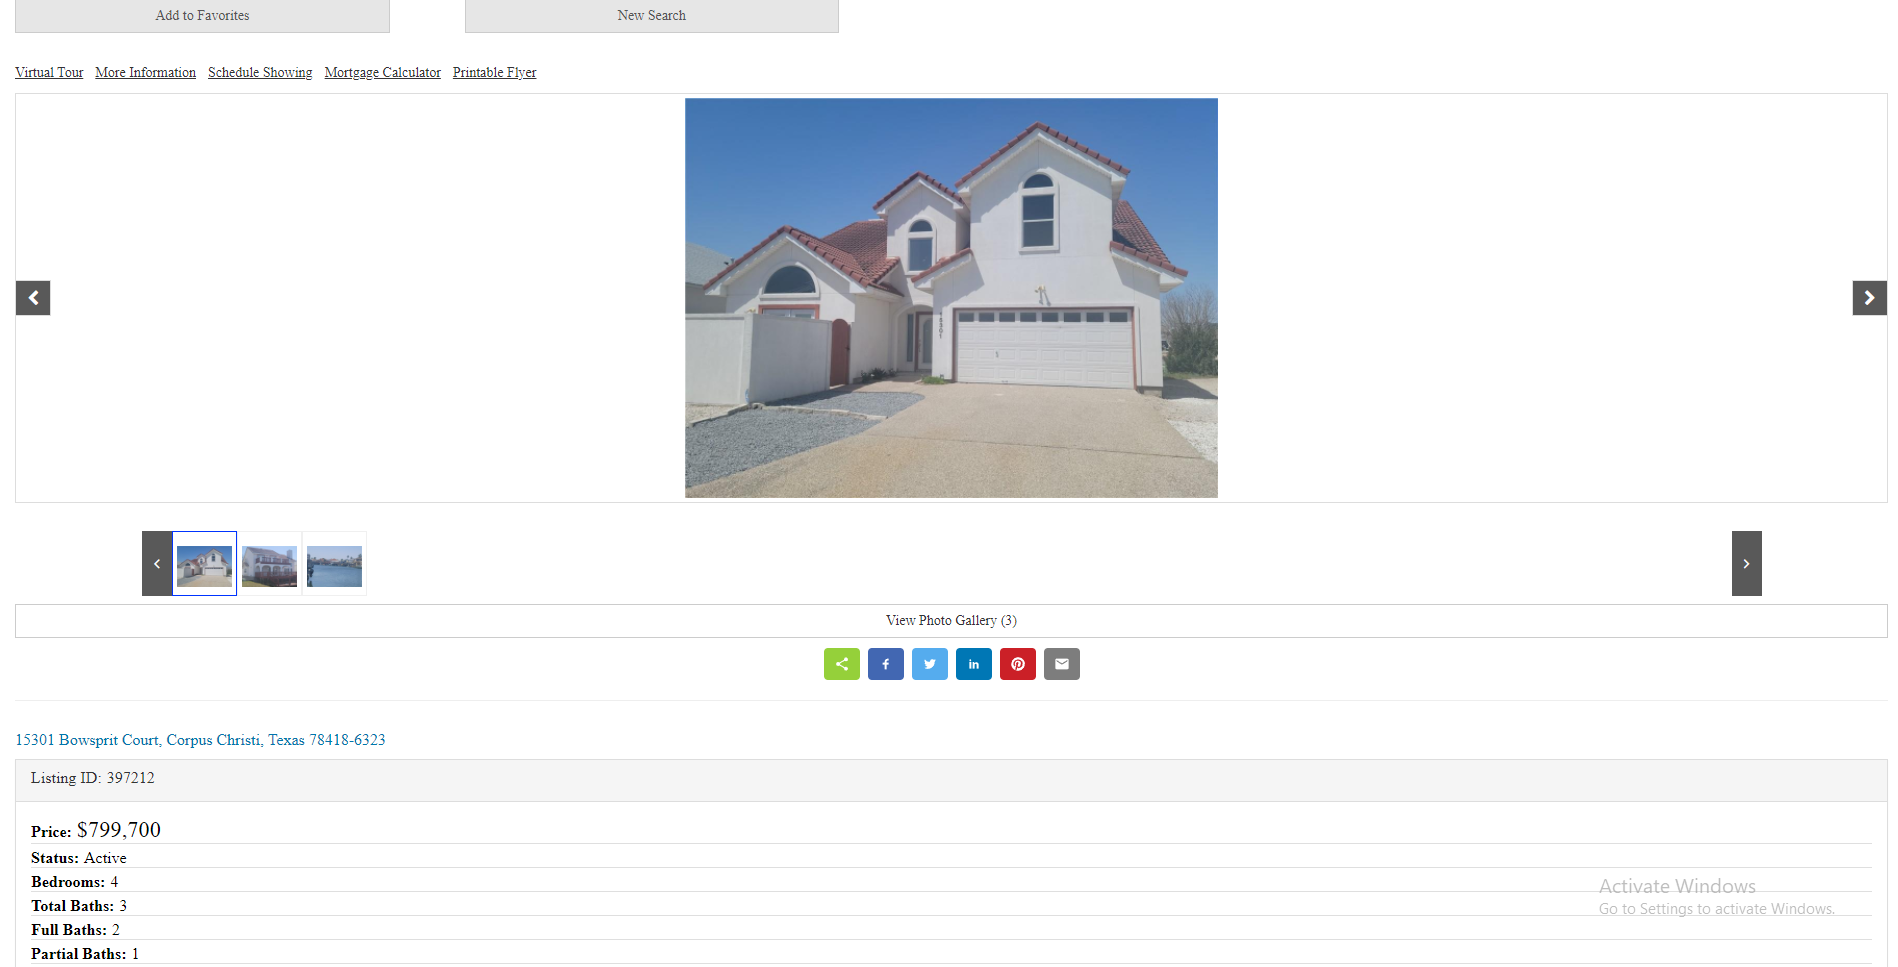 Add to Favorites
New Search
Virtual Tour More Information Schedule Showing Mortgage Calculator Printable Flyer
15301
View Photo Gallery (3)
in
15301 Bowsprit Court, Corpus Christi, Texas 78418-6323
Listing ID: 397212
Price: $799,700
Status: Active
Bedrooms: 4
Total Baths: 3
Full Baths: 2
Partial Baths: 1
Activate Windows
Go to Settings to activate Windows.